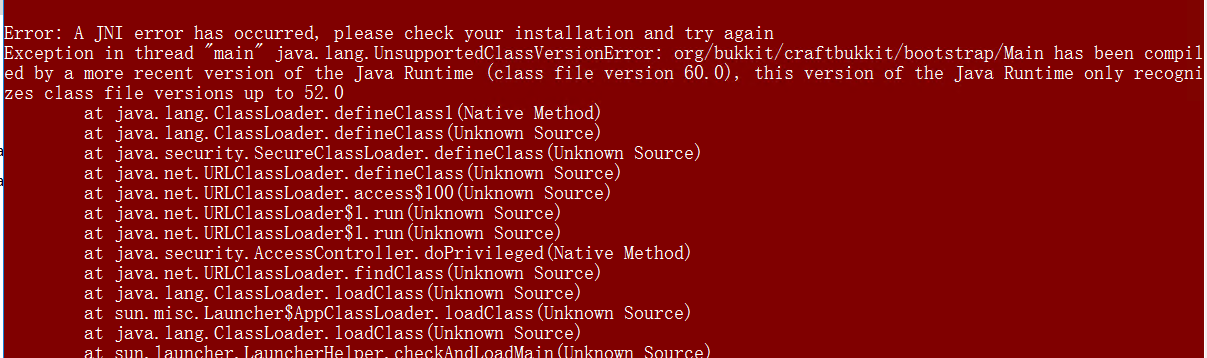 Error: A JNI error has occurred, please check your installation and try again
Exception in thread "main" java.lang.UnsupportedClassVersionError: org/bukkit/craftbukkit/bootstrap/Main has been compil
ed by a more recent version of the Java Runtime (class file version 60.0), this version of the Java Runtime only recogni
zes class file versions up to 52.0
at java.lang.ClassLoader.defineClass1(Native Method)
at java.lang.ClassLoader.defineClass(Unknown Source)
at java.security.SecureClassLoader.defineClass(Unknown Source)
at java.net.URLClassLoader.defineClass(Unknown Source)
at java.net.URLClassLoader.access$100(Unknown Source)
at java.net.URLClassLoader$1.run(Unknown Source)
at java.net.URLClassLoader$1.run(Unknown Source)
at java.security.AccessController.doPrivileged(Native Method)
at java.net.URLClassLoader.findClass(Unknown Source)
at java.lang.ClassLoader.loadClass(Unknown Source)
at sun.misc.Launcher$AppClassLoader.loadClass(Unknown Source)
at java.lang.ClassLoader.loadClass(Unknown Source)
at sun.launcher.LauncherHelper.checkAndLoadMain(Unknown Source)